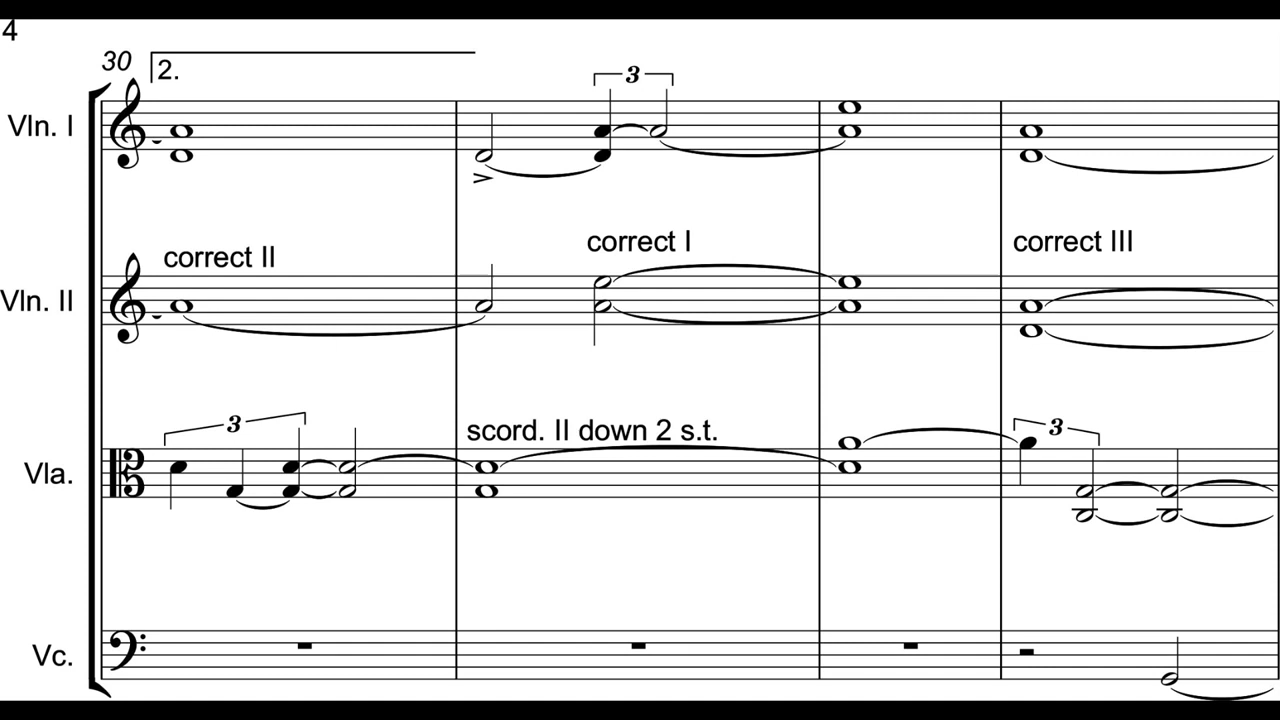 4
30
2.
3
Vln. I
correct II
correct I
correct III
Vln. II
3
scord. II down 2 s.t.
3
Vla.
Vc.